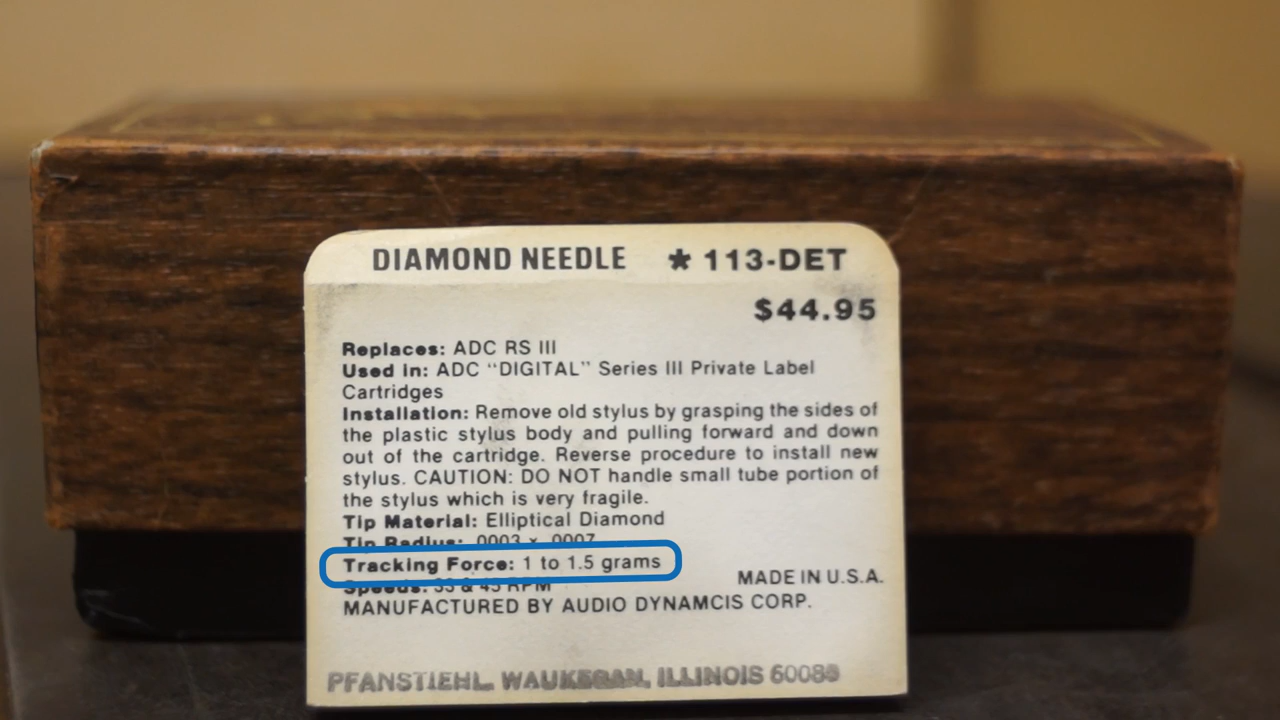 DIAMOND NEEDLE * 113-DET
$44.95
Replaces: ADC RS III
Used in: ADC "DIGITAL" Series III Private Label
Cartridges
Installation: Remove old stylus by grasping the sides of
the plastic stylus body and pulling forward and down
out of the cartridge. Reverse procedure to install new
stylus. CAUTION: DO NOT handle small tube portion of
the stylus which is very fragile.
Tip Material: Elliptical Diamond
Tip Radius: .0003 x .0007
Tracking Force: 1 to 1.5 grams
Speeds: 33 & 45 RPM
MADE IN U.S.A.
MANUFACTURED BY AUDIO DYNAMCIS CORP.
PFANSTIEHL, ILLINOIS